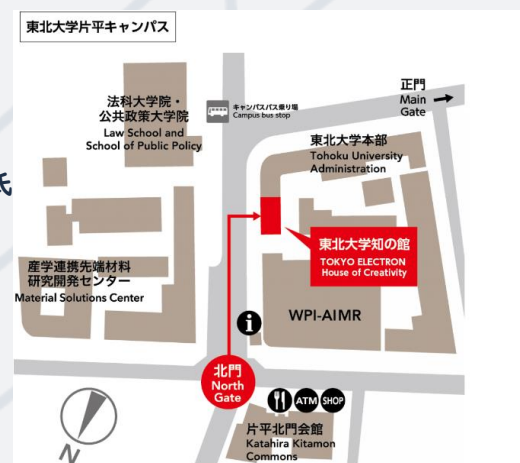 東北大学片平キャンパス
法科大学院・
公共政策大学院
Law School and
School of Public Policy
キャンパスバス乗り場
Campus bus stop
正門
Main
Gate
東北大学本部
Tohoku University
Administration
氏
東北大学知の館
TOKYO ELECTRON
House of Creativity
産学連携先端材料
研究開発センター
Material Solutions Center
i
WPI-AIMR
北門
North
Gate
ATM
SHOP
片平北門会館
Katahira Kitamon
Commons
N